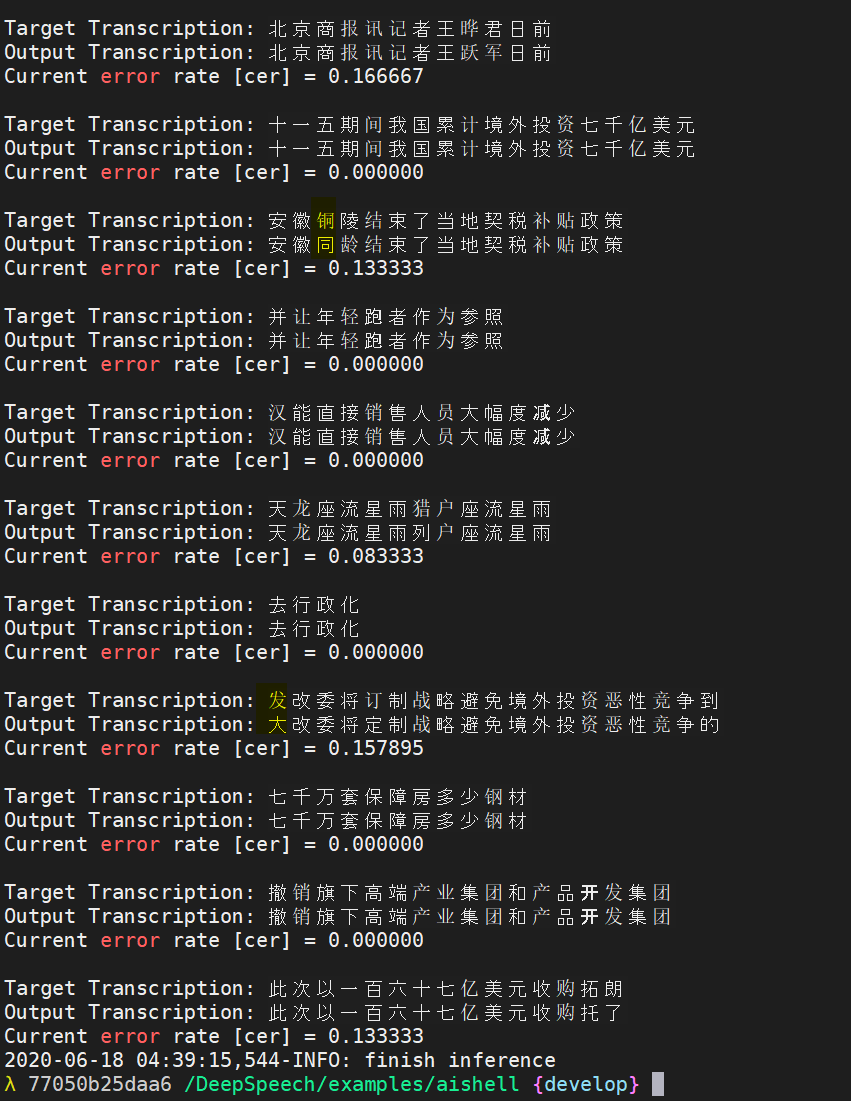 Target Transcription: 北京商报讯记者王晔君日前
Output Transcription: 北京商报讯记者王跃军日前
Current error rate [cer] = 0.166667
Target Transcription: 十一五期间我国累计境外投资七千亿美元
Output Transcription: 十一五期间我国累计境外投资七千亿美元
Current error rate [cer] = 0.000000
Target Transcription: 安徽铜陵结束了当地契税补贴政策
Output Transcription: 安徽同龄结束了当地契税补贴政策
Current error rate [cer] = 0.133333
Target Transcription: 并让年轻跑者作为参照
Output Transcription: 并让年轻跑者作为参照
Current error rate [cer] = 0.000000
Target Transcription: 汉能直接销售人员大幅度减少
Output Transcription: 汉能直接销售人员大幅度减少
Current error rate [cer] = 0.000000
Target Transcription: 天龙座流星雨猎户座流星雨
Output Transcription: 天龙座流星雨列户座流星雨
Current error rate [cer] = 0.083333
Target Transcription: 去行政化
Output Transcription: 去行政化
Current error rate [cer] = 0.000000
Target Transcription: 发改委将订制战略避免境外投资恶性竞争到
Output Transcription: 大改委将定制战略避免境外投资恶性竞争的
Current error rate [cer] = 0.157895
Target Transcription: 七千万套保障房多少钢材
Output Transcription: 七千万套保障房多少钢材
Current error rate [cer] = 0.000000
Target Transcription: 撤销旗下高端产业集团和产品开发集团
Output Transcription: 撤销旗下高端产业集团和产品开发集团
Current error rate [cer] = 0.000000
Target Transcription: 此次以一百六十七亿美元收购拓朗
Output Transcription: 此次以一百六十七亿美元收购托了
Current error rate [cer] = 0.133333
2020-06-18 04:39:15,544-INFO: finish inference
λ 77050b25daa6 /DeepSpeech/examples/aishell {develop}